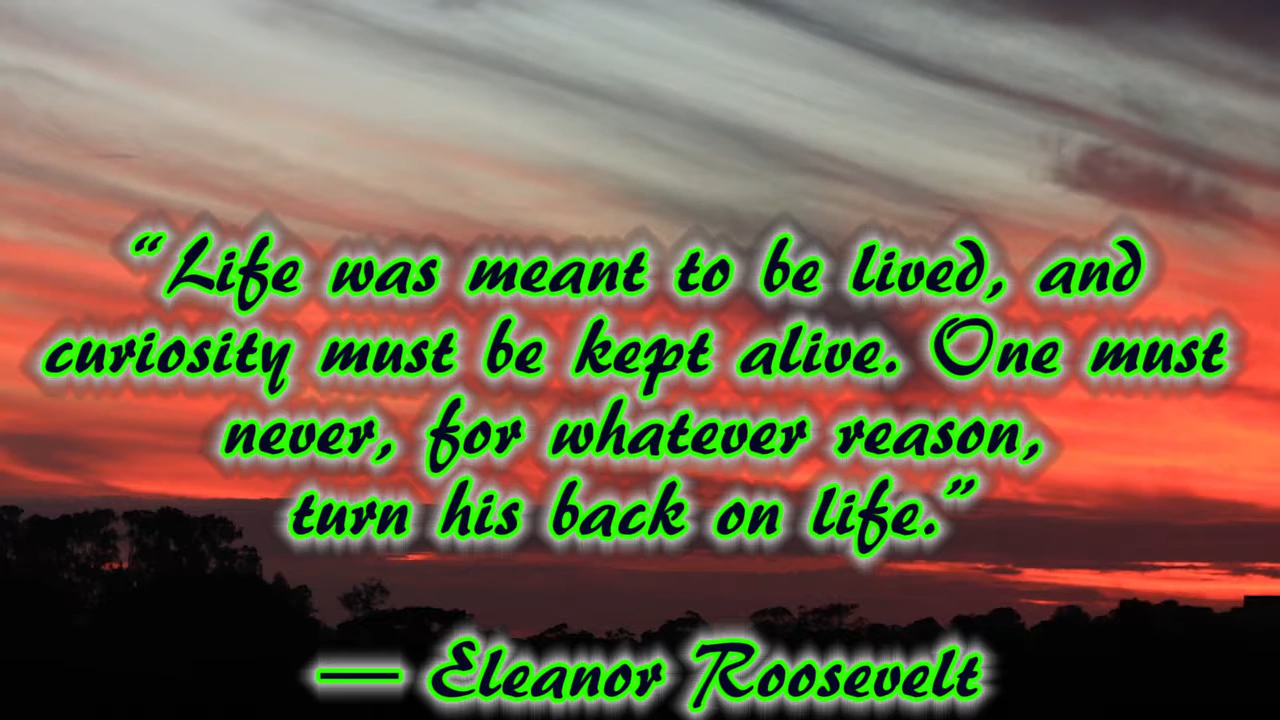 “Life was meant to be lived, and
curiosity must be kept alive. One must
never, for whatever reason,
turn his back on life.”
— Eleanor Roosevelt